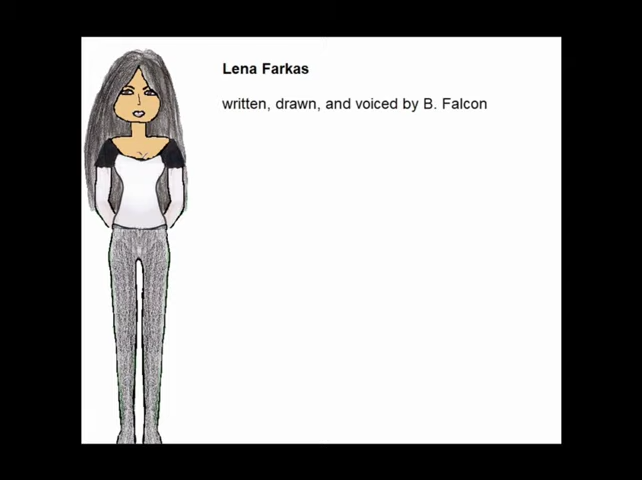 Lena Farkas
written, drawn, and voiced by B. Falcon